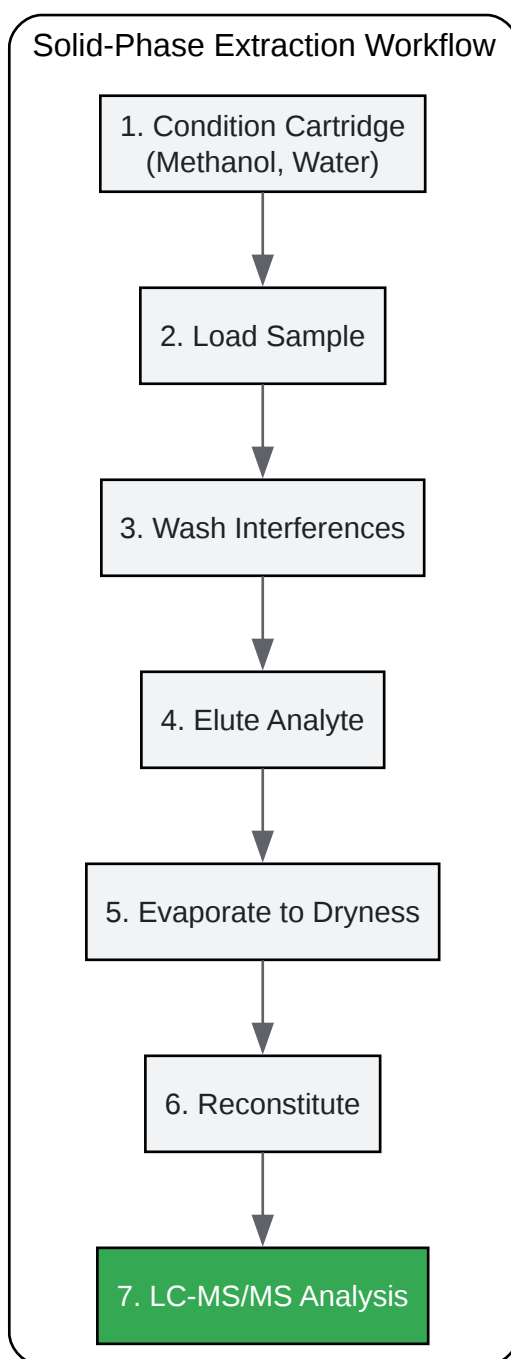 Solid-Phase Extraction Workflow
1. Condition Cartridge
(Methanol, Water)
2. Load Sample
3. Wash Interferences
4. Elute Analyte
5. Evaporate to Dryness
6. Reconstitute
7. LC-MS/MS Analysis